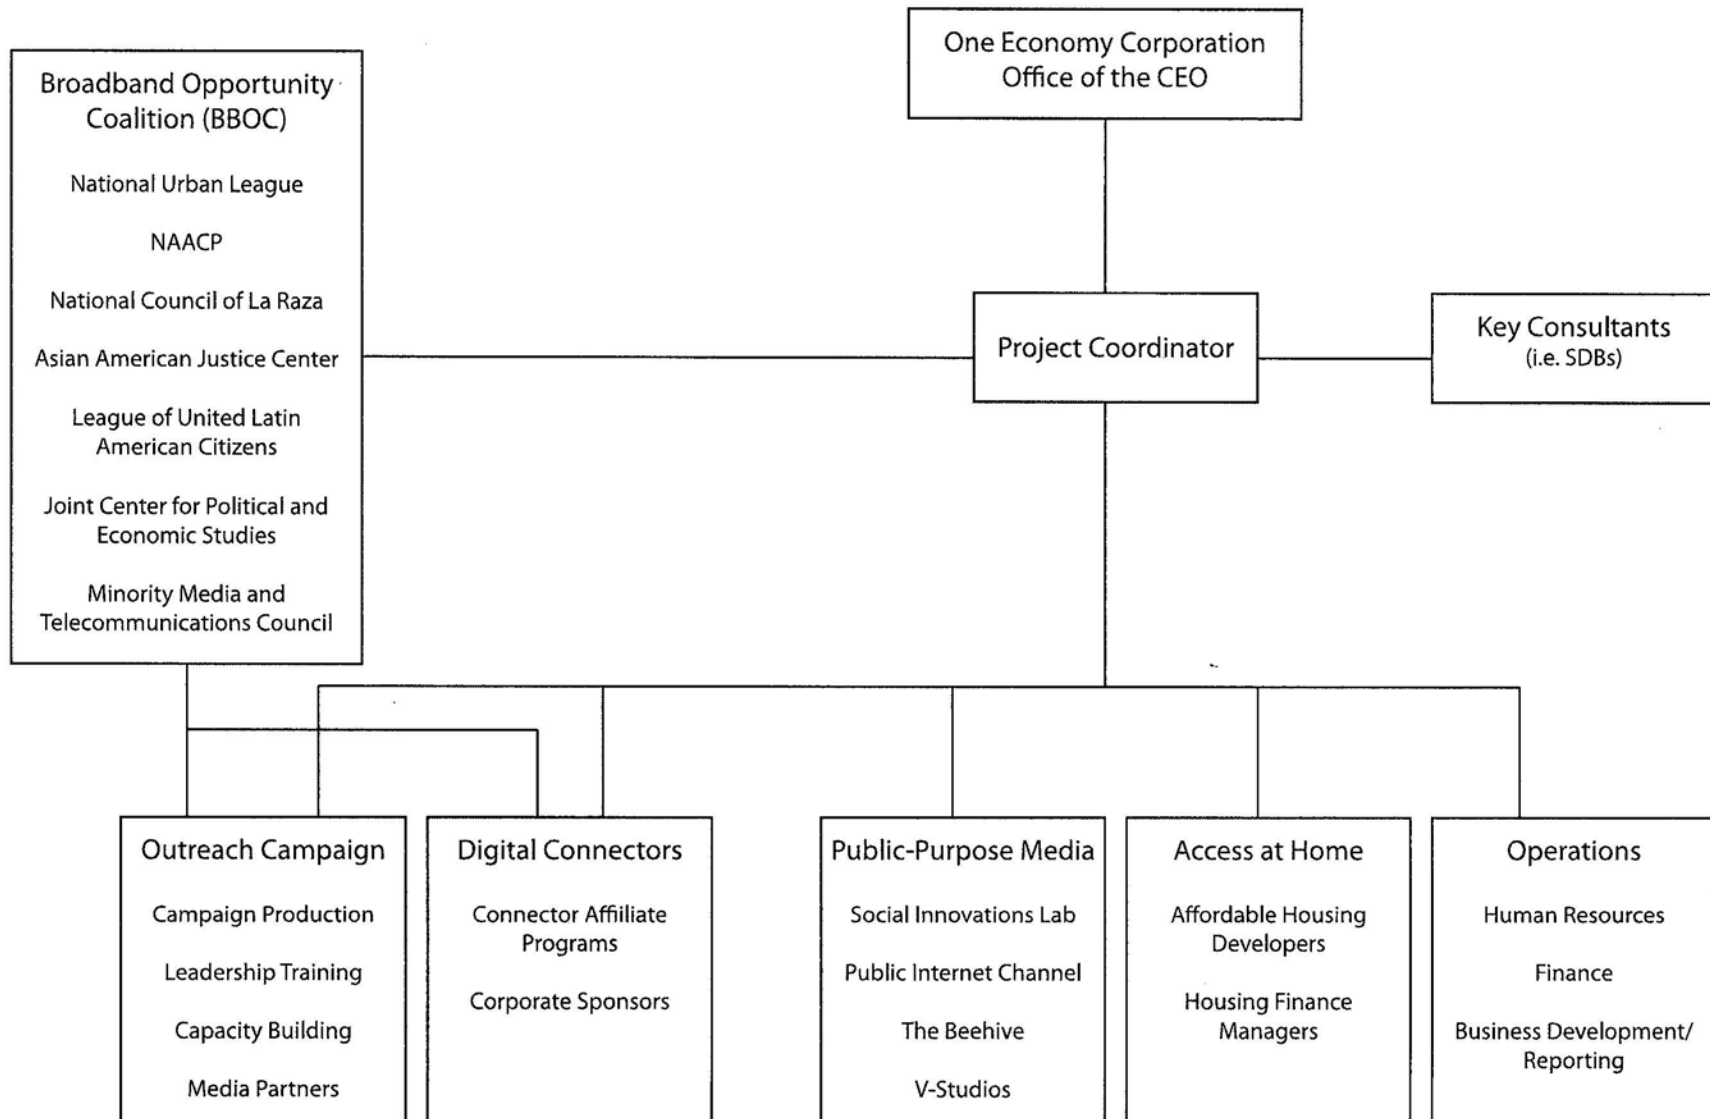 One Economy Corporation
Office of the CEO
Broadband Opportunity
Coalition (BBOC)
National Urban League
NAACP
National Council of La Raza
Asian American Justice Center
League of United Latin
American Citizens
Joint Center for Political and
Economic Studies
Minority Media and
Telecommunications Council
Project Coordinator
Key Consultants
(i.e. SDBs)
Outreach Campaign
Campaign Production
Leadership Training
Capacity Building
Media Partners
Digital Connectors
Connector Affiiliate
Programs
Corporate Sponsors
Public-Purpose Media
Social Innovations Lab
Public Internet Channel
The Beehive
V-Studios
Access at Home
Affordable Housing
Developers
Housing Finance
Managers
Operations
Human Resources
Finance
Business Development/
Reporting